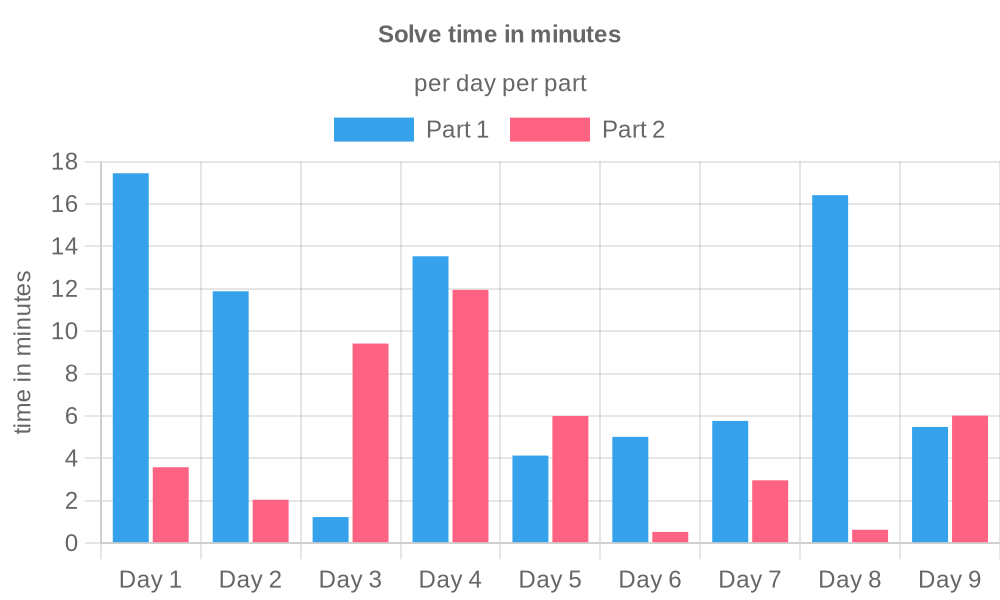 Solve time in minutes
per day per part
Part 1 Part 2
18
16
14
12
10
8
6
4
2
0
time in minutes
Day 1 Day 2 Day 3 Day 4 Day 5 Day 6 Day 7 Day 8 Day 9